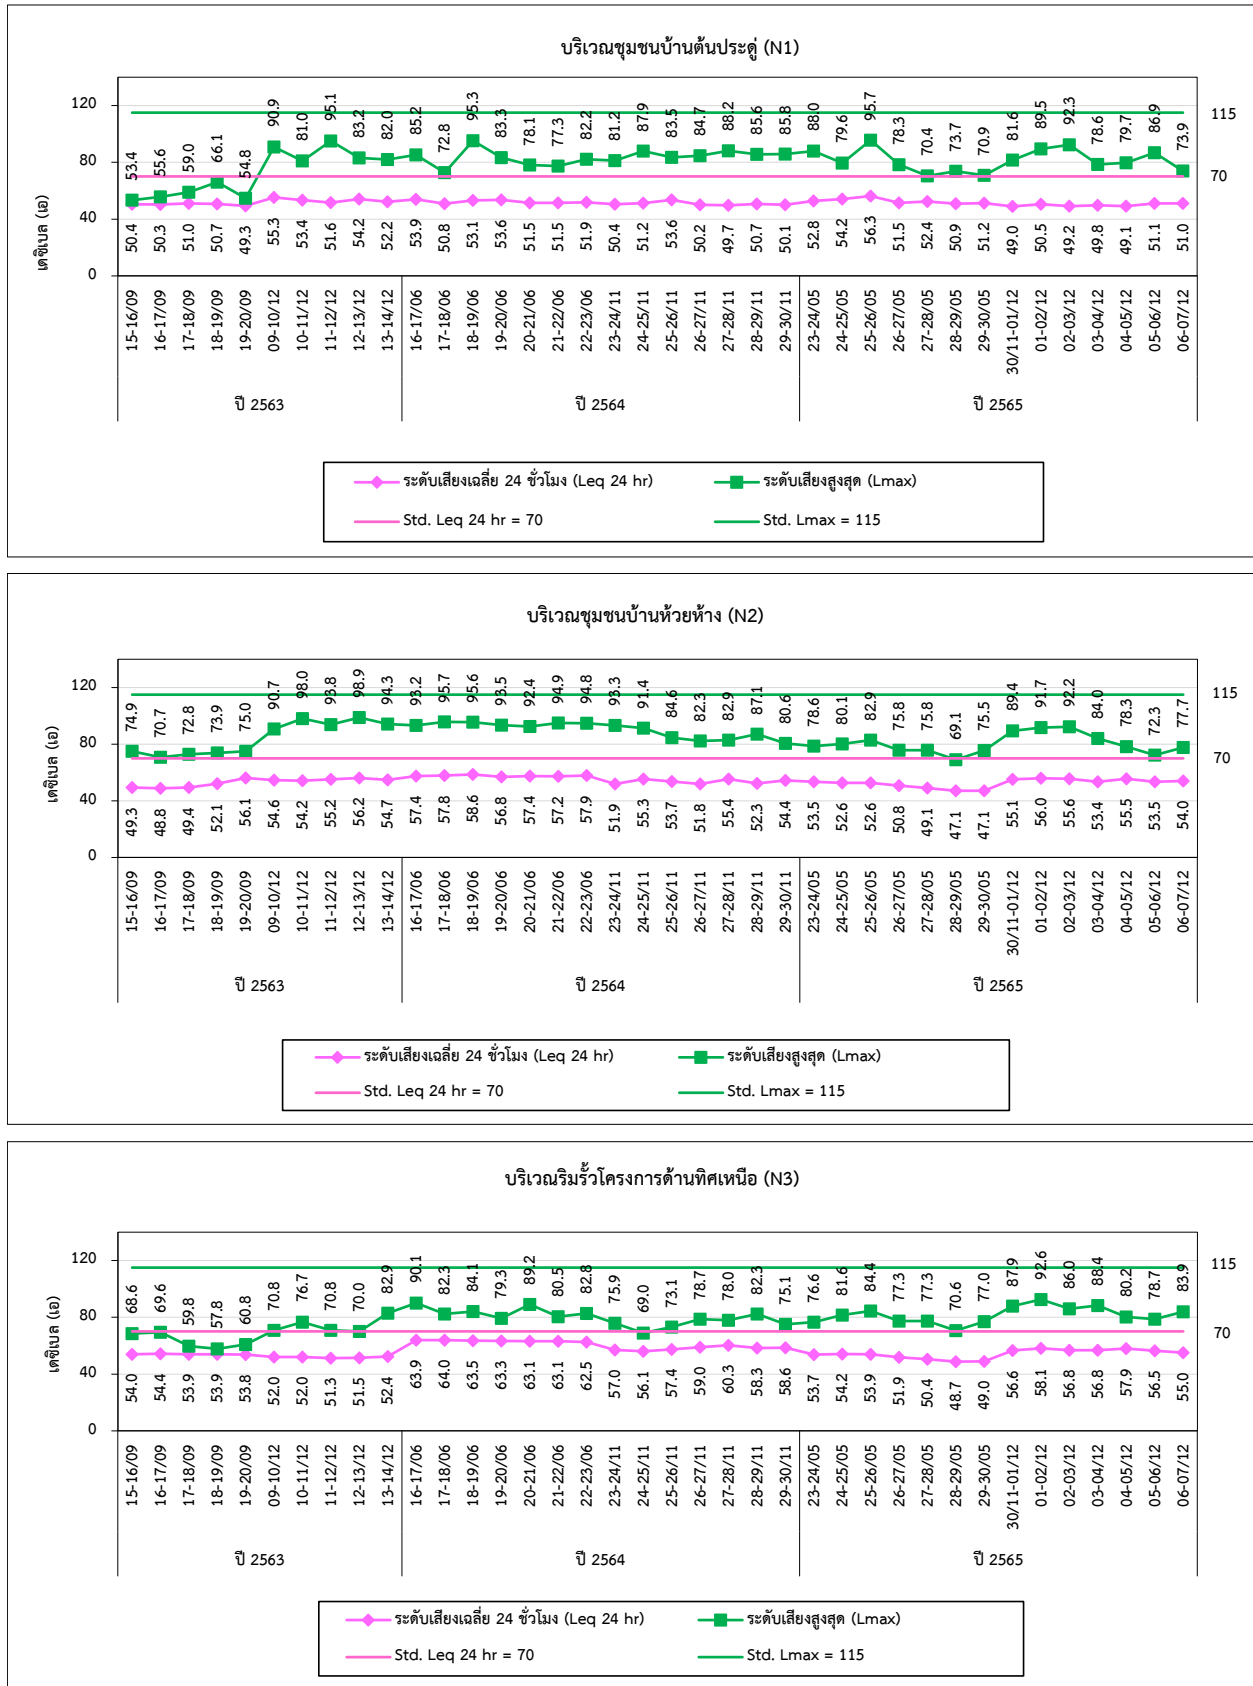 บริเวณชุมชนบ้านต้นประดู่ (N1)
เดซิเบล (เอ)
120
80
40
0
115
70
53.4 55.6 59.0 66.1 54.8 90.9 81.0 95.1 83.2 82.0 85.2 72.8 95.3 83.3 78.1 77.3 82.2 81.2 87.9 83.5 84.7 88.2 85.6 85.8 88.0 79.6 95.7 78.3 70.4 73.7 70.9 81.6 89.5 92.3 78.6 79.7 86.9 73.9
50.4 50.3 51.0 50.7 49.3 55.3 53.4 51.6 54.2 52.2 53.9 50.8 53.1 53.6 51.5 51.5 51.9 50.4 51.2 53.6 50.2 49.7 50.7 50.1 52.8 54.2 56.3 51.5 52.4 50.9 51.2 49.0 50.5 49.2 49.8 49.1 51.1 51.0
15-16/09 16-17/09 17-18/09 18-19/09 19-20/09 09-10/12 10-11/12 11-12/12 12-13/12 13-14/12 16-17/06 17-18/06 18-19/06 19-20/06 20-21/06 21-22/06 22-23/06 23-24/11 24-25/11 25-26/11 26-27/11 27-28/11 28-29/11 29-30/11 23-24/05 24-25/05 25-26/05 26-27/05 27-28/05 28-29/05 29-30/05 30/11-01/12 01-02/12 02-03/12 03-04/12 04-05/12 05-06/12 06-07/12
ปี 2563 ปี 2564 ปี 2565
ระดับเสียงเฉลี่ย 24 ชั่วโมง (Leq 24 hr) ระดับเสียงสูงสุด (Lmax)
Std. Leq 24 hr = 70 Std. Lmax = 115
บริเวณชุมชนบ้านห้วยห้าง (N2)
เดซิเบล (เอ)
120
80
40
0
115
70
74.9 70.7 72.8 73.9 75.0 90.7 98.0 93.8 98.9 94.3 93.2 95.7 95.6 93.5 92.4 94.9 94.8 93.3 91.4 84.6 82.3 82.9 87.1 80.6 78.6 80.1 82.9 75.8 75.8 69.1 75.5 89.4 91.7 92.2 84.0 78.3 72.3 77.7
49.3 48.8 49.4 52.1 56.1 54.6 54.2 55.2 56.2 54.7 57.4 57.8 58.6 56.8 57.4 57.2 57.9 51.9 55.3 53.7 51.8 55.4 52.3 54.4 53.5 52.6 52.6 50.8 49.1 47.1 47.1 55.1 56.0 55.6 53.4 55.5 53.5 54.0
15-16/09 16-17/09 17-18/09 18-19/09 19-20/09 09-10/12 10-11/12 11-12/12 12-13/12 13-14/12 16-17/06 17-18/06 18-19/06 19-20/06 20-21/06 21-22/06 22-23/06 23-24/11 24-25/11 25-26/11 26-27/11 27-28/11 28-29/11 29-30/11 23-24/05 24-25/05 25-26/05 26-27/05 27-28/05 28-29/05 29-30/05 30/11-01/12 01-02/12 02-03/12 03-04/12 04-05/12 05-06/12 06-07/12
ปี 2563 ปี 2564 ปี 2565
ระดับเสียงเฉลี่ย 24 ชั่วโมง (Leq 24 hr) ระดับเสียงสูงสุด (Lmax)
Std. Leq 24 hr = 70 Std. Lmax = 115
บริเวณริมรั้วโครงการด้านทิศเหนือ (N3)
เดซิเบล (เอ)
120
80
40
0
115
70
68.6 69.6 59.8 57.8 60.8 70.8 76.7 70.8 70.0 82.9 90.1 82.3 84.1 79.3 89.2 80.5 82.8 75.9 69.0 73.1 78.7 78.0 82.3 75.1 76.6 81.6 84.4 77.3 77.3 70.6 77.0 87.9 92.6 86.0 88.4 80.2 78.7 83.9
54.0 54.4 53.9 53.9 53.8 52.0 52.0 51.3 51.5 52.4 63.9 64.0 63.5 63.3 63.1 63.1 62.5 57.0 56.1 57.4 59.0 60.3 58.3 58.6 53.7 54.2 53.9 51.9 50.4 48.7 49.0 56.6 58.1 56.8 56.8 57.9 56.5 55.0
15-16/09 16-17/09 17-18/09 18-19/09 19-20/09 09-10/12 10-11/12 11-12/12 12-13/12 13-14/12 16-17/06 17-18/06 18-19/06 19-20/06 20-21/06 21-22/06 22-23/06 23-24/11 24-25/11 25-26/11 26-27/11 27-28/11 28-29/11 29-30/11 23-24/05 24-25/05 25-26/05 26-27/05 27-28/05 28-29/05 29-30/05 30/11-01/12 01-02/12 02-03/12 03-04/12 04-05/12 05-06/12 06-07/12
ปี 2563 ปี 2564 ปี 2565
ระดับเสียงเฉลี่ย 24 ชั่วโมง (Leq 24 hr) ระดับเสียงสูงสุด (Lmax)
Std. Leq 24 hr = 70 Std. Lmax = 115